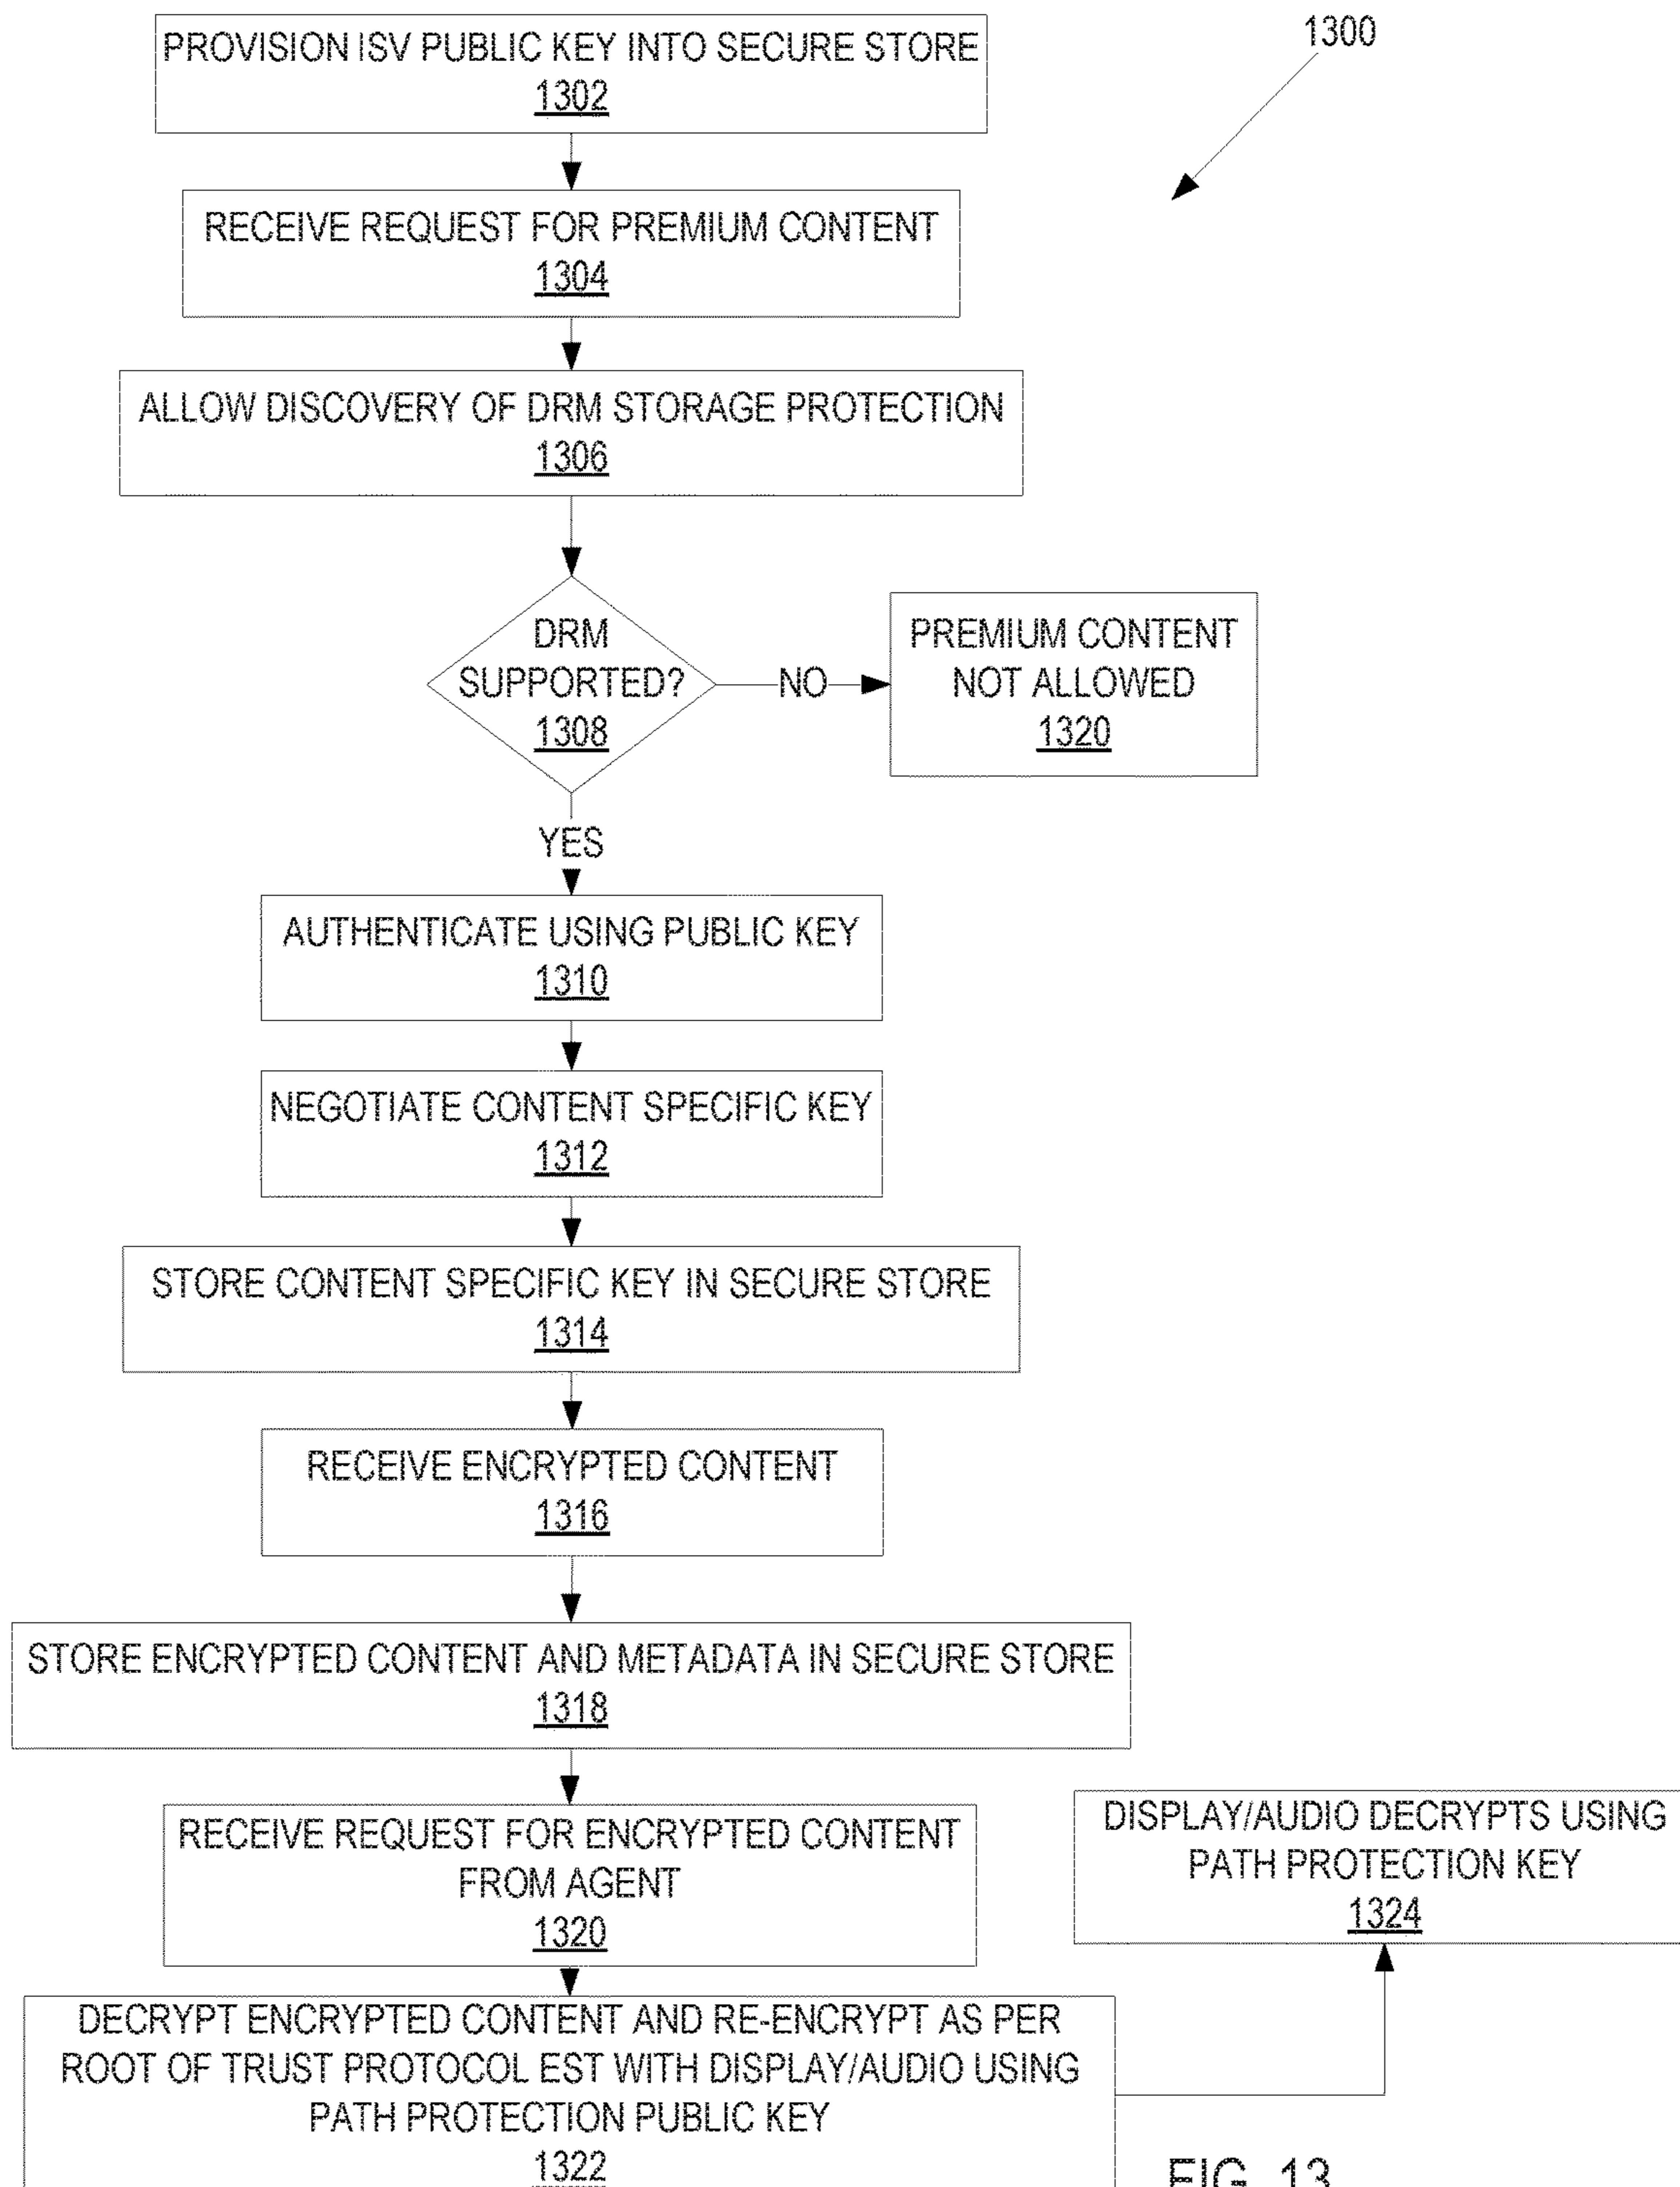 PROVISION ISV PUBLIC KEY INTO SECURE STORE
1302
1300
RECEIVE REQUEST FOR PREMIUM CONTENT
1304
ALLOW DISCOVERY OF DRM STORAGE PROTECTION
1306
DRM
SUPPORTED?
1308
NO
PREMIUM CONTENT
NOT ALLOWED
1320
YES
AUTHENTICATE USING PUBLIC KEY
1310
NEGOTIATE CONTENT SPECIFIC KEY
1312
STORE CONTENT SPECIFIC KEY IN SECURE STORE
1314
RECEIVE ENCRYPTED CONTENT
1316
STORE ENCRYPTED CONTENT AND METADATA IN SECURE STORE
1318
RECEIVE REQUEST FOR ENCRYPTED CONTENT
FROM AGENT
1320
DISPLAY/AUDIO DECRYPTS USING
PATH PROTECTION KEY
1324
DECRYPT ENCRYPTED CONTENT AND RE-ENCRYPT AS PER
ROOT OF TRUST PROTOCOL EST WITH DISPLAY/AUDIO USING
PATH PROTECTION PUBLIC KEY
1322
FIG. 13